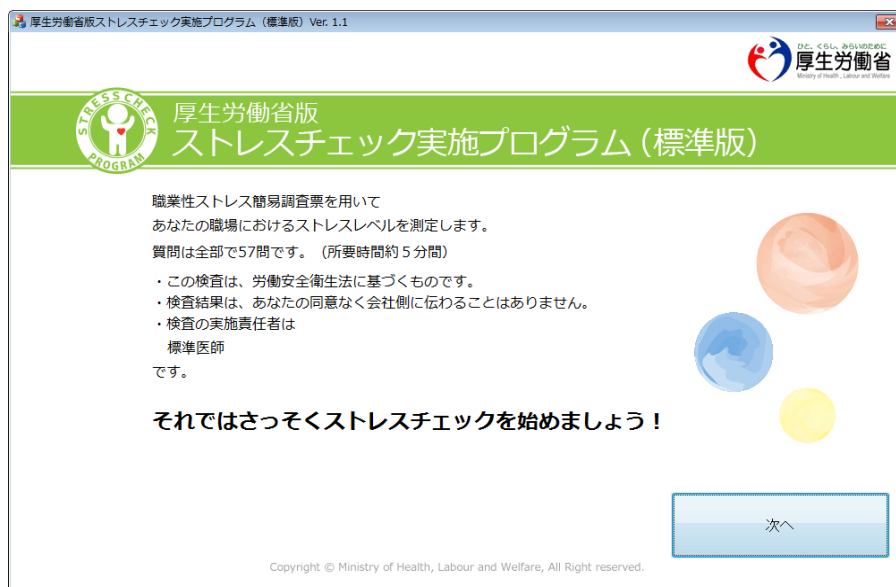 厚生労働省版ストレスチェック実施プログラム（標準版）Ver. 1.1
ひと、くらし、みらいのために
厚生労働省
Ministry of Health, Labour and Welfare
STRESSCHECK PROGRAM
厚生労働省版
ストレスチェック実施プログラム（標準版）
職業性ストレス簡易調査票を用いて
あなたの職場におけるストレスレベルを測定します。
質問は全部で57問です。（所要時間約５分間）
・この検査は、労働安全衛生法に基づくものです。
・検査結果は、あなたの同意なく会社側に伝わることはありません。
・検査の実施責任者は
標準医師
です。
それではさっそくストレスチェックを始めましょう！
次へ
Copyright © Ministry of Health, Labour and Welfare, All Right reserved.